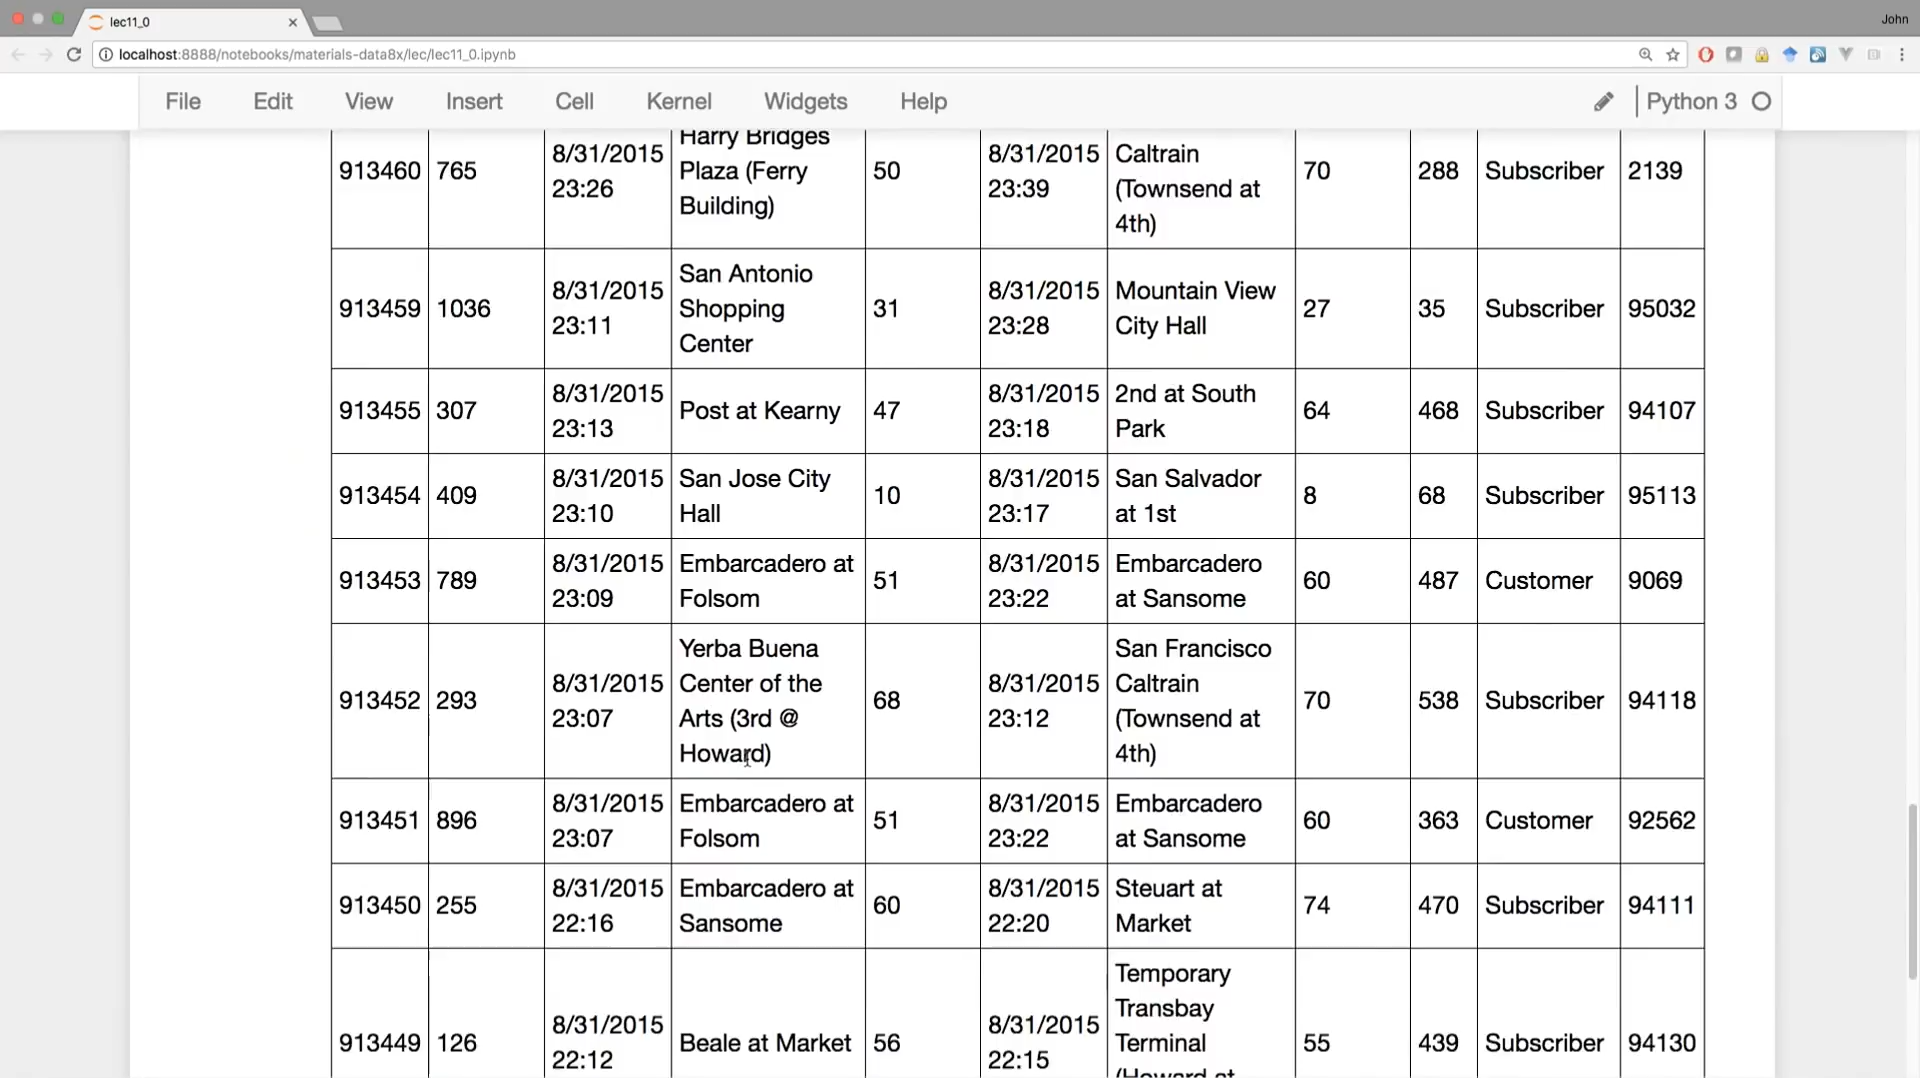 lec11_0
John
localhost:8888/notebooks/materials-data8x/lec/lec11_0.ipynb
File Edit View Insert Cell Kernel Widgets Help Python 3
913460 765 8/31/2015 23:26 Harry Bridges Plaza (Ferry Building) 50 8/31/2015 23:39 Caltrain (Townsend at 4th) 70 288 Subscriber 2139
913459 1036 8/31/2015 23:11 San Antonio Shopping Center 31 8/31/2015 23:28 Mountain View City Hall 27 35 Subscriber 95032
913455 307 8/31/2015 23:13 Post at Kearny 47 8/31/2015 23:18 2nd at South Park 64 468 Subscriber 94107
913454 409 8/31/2015 23:10 San Jose City Hall 10 8/31/2015 23:17 San Salvador at 1st 8 68 Subscriber 95113
913453 789 8/31/2015 23:09 Embarcadero at Folsom 51 8/31/2015 23:22 Embarcadero at Sansome 60 487 Customer 9069
913452 293 8/31/2015 23:07 Yerba Buena Center of the Arts (3rd @ Howard) 68 8/31/2015 23:12 San Francisco Caltrain (Townsend at 4th) 70 538 Subscriber 94118
913451 896 8/31/2015 23:07 Embarcadero at Folsom 51 8/31/2015 23:22 Embarcadero at Sansome 60 363 Customer 92562
913450 255 8/31/2015 22:16 Embarcadero at Sansome 60 8/31/2015 22:20 Steuart at Market 74 470 Subscriber 94111
913449 126 8/31/2015 22:12 Beale at Market 56 8/31/2015 22:15 Temporary Transbay Terminal (Howard at 55 439 Subscriber 94130